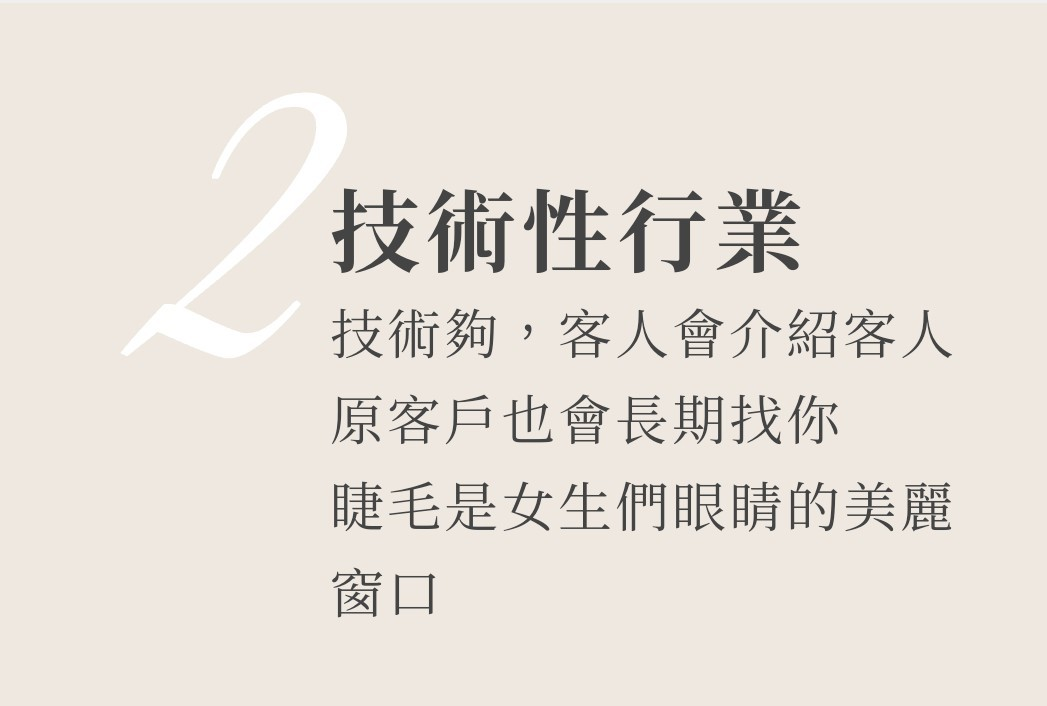 2
技術性行業
技術夠，客人會介紹客人
原客戶也會長期找你
睫毛是女生們眼睛的美麗
窗口